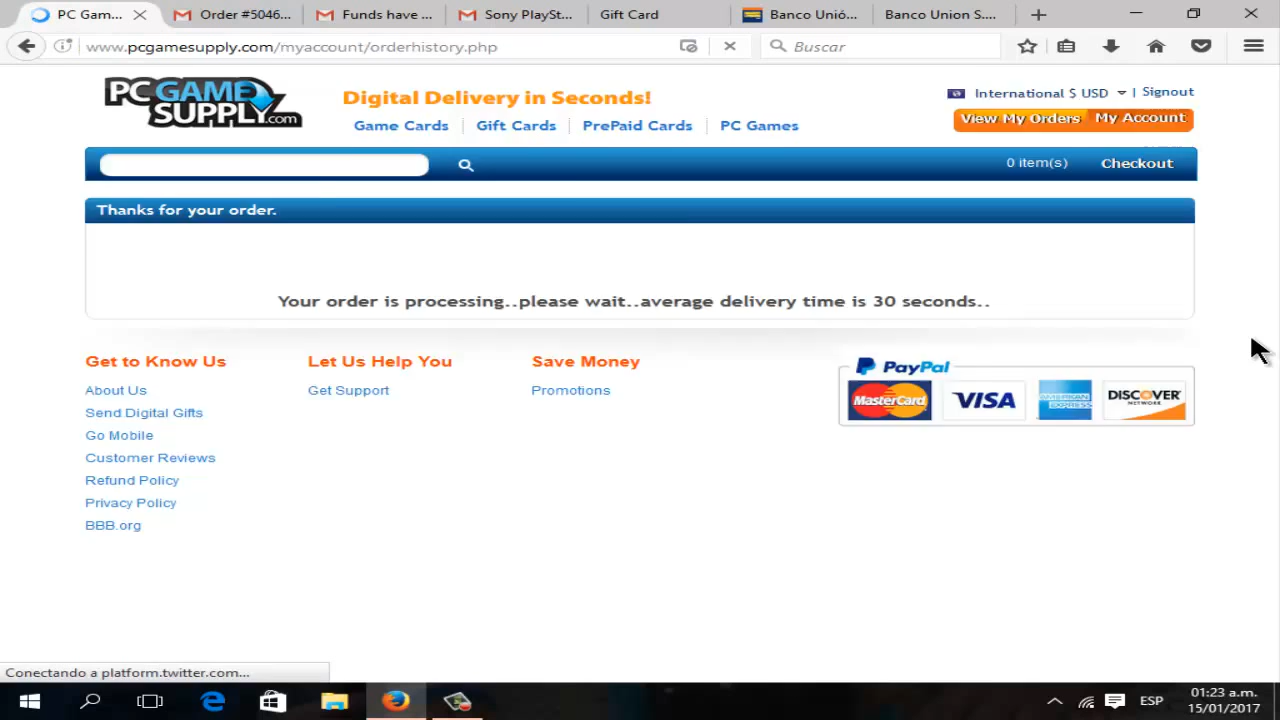 PC Gam...
Order #5046...
Funds have ...
Sony PlaySt...
Gift Card
Banco Unió...
Banco Union S....
www.pcgamesupply.com/myaccount/orderhistory.php
Buscar
PC GAME
SUPPLY.com
Digital Delivery in Seconds!
International $ USD
Signout
Game Cards
Gift Cards
PrePaid Cards
PC Games
View My Orders
My Account
0 item(s)
Checkout
Thanks for your order.
Your order is processing..please wait..average delivery time is 30 seconds..
Get to Know Us
About Us
Send Digital Gifts
Go Mobile
Customer Reviews
Refund Policy
Privacy Policy
BBB.org
Let Us Help You
Get Support
Save Money
Promotions
PayPal
MasterCard
VISA
AMERICAN EXPRESS
DISCOVER
NETWORK
Conectando a platform.twitter.com...
ESP
01:23 a.m.
15/01/2017